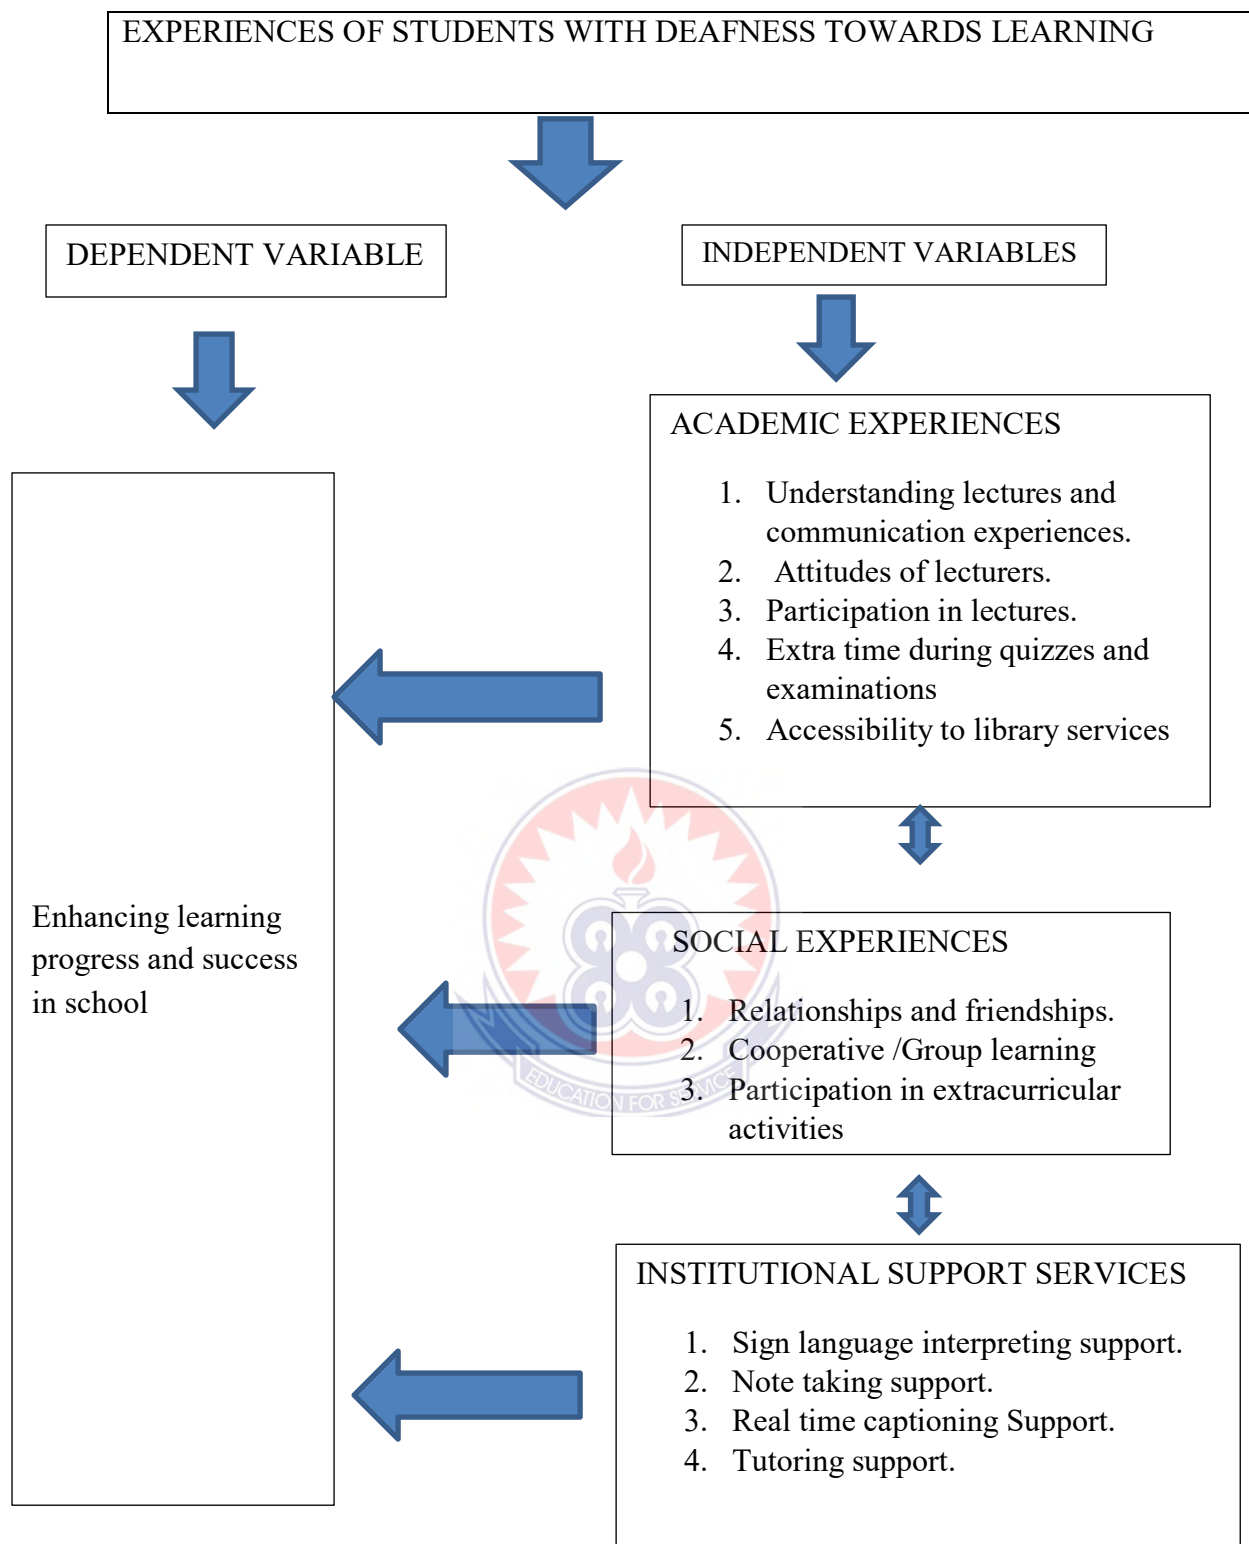 EXPERIENCES OF STUDENTS WITH DEAFNESS TOWARDS LEARNING
DEPENDENT VARIABLE
INDEPENDENT VARIABLES
ACADEMIC EXPERIENCES
1. Understanding lectures and
communication experiences.
2. Attitudes of lecturers.
3. Participation in lectures.
4. Extra time during quizzes and
examinations
5. Accessibility to library services
Enhancing learning
progress and success
in school
SOCIAL EXPERIENCES
1. Relationships and friendships.
2. Cooperative /Group learning
3. Participation in extracurricular
activities
EDUCATION FOR SERVICE
INSTITUTIONAL SUPPORT SERVICES
1. Sign language interpreting support.
2. Note taking support.
3. Real time captioning Support.
4. Tutoring support.